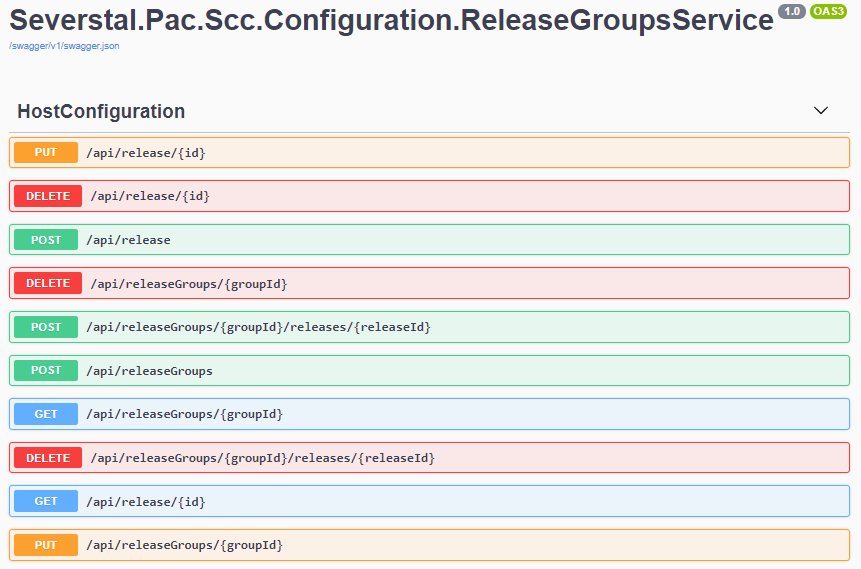 Severstal.Pac.Scc.Configuration.ReleaseGroupsService 1.0 OAS3
/swagger/v1/swagger.json
HostConfiguration
PUT /api/release/{id}
DELETE /api/release/{id}
POST /api/release
DELETE /api/releaseGroups/{groupId}
POST /api/releaseGroups/{groupId}/releases/{releaseId}
POST /api/releaseGroups
GET /api/releaseGroups/{groupId}
DELETE /api/releaseGroups/{groupId}/releases/{releaseId}
GET /api/release/{id}
PUT /api/releaseGroups/{groupId}